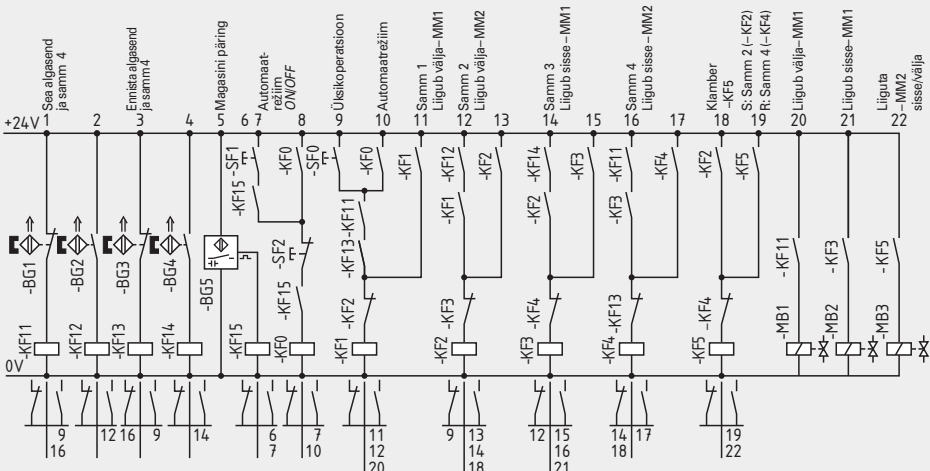 Sea algasend
ja samm 4
Ennista algasend
ja samm4
Magasini päring
Automaat-
režiim
ON/OFF
Üksikoperatsioon
Automaatrežiim
Samm 1
Liigub välja–MM1
Samm 2
Liigub välja–MM2
Samm 3
Liigub sisse–MM1
Samm 4
Liigub sisse–MM2
Klamber
–KF5
S: Samm 2 (–KF2)
R: Samm 4 (–KF4)
Liigub välja–MM1
Liigub sisse–MM1
Liiguta
–MM2
sisse/välja
+24V 1 2 3 4 5 6 7 8 9 10 11 12 13 14 15 16 17 18 19 20 21 22
-SF1 -KF0 -SF0 -KF0 -KF1 -KF12 -KF2 -KF14 -KF3 -KF11 -KF4 -KF2 -KF5
-KF15 -KF11 -KF1 -KF2 -KF3
-BG1 -BG2 -BG3 -BG4 -BG5 -SF2 -KF13 -KF11 -KF3 -KF5
-KF15 -KF2 -KF3 -KF4 -KF13 -KF4
-KF11 -KF12 -KF13 -KF14 -KF15 -KF0 -KF1 -KF2 -KF3 -KF4 -KF5 -MB1 -MB2 -MB3
0V
9 12 16 9 14 6 7 11 9 13 12 15 14 17 19
16 7 10 12 14 16 18 22
20 18 21